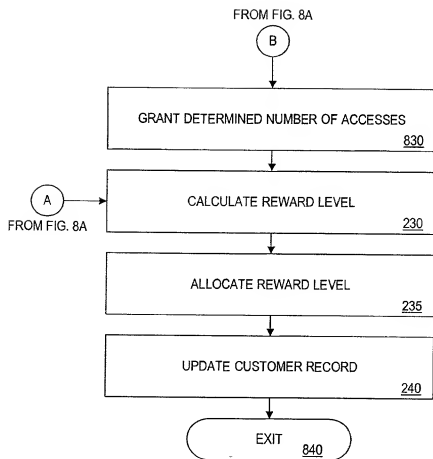 FROM FIG. 8A
B
GRANT DETERMINED NUMBER OF ACCESSES
830
A
FROM FIG. 8A
CALCULATE REWARD LEVEL
230
ALLOCATE REWARD LEVEL
235
UPDATE CUSTOMER RECORD
240
EXIT
840